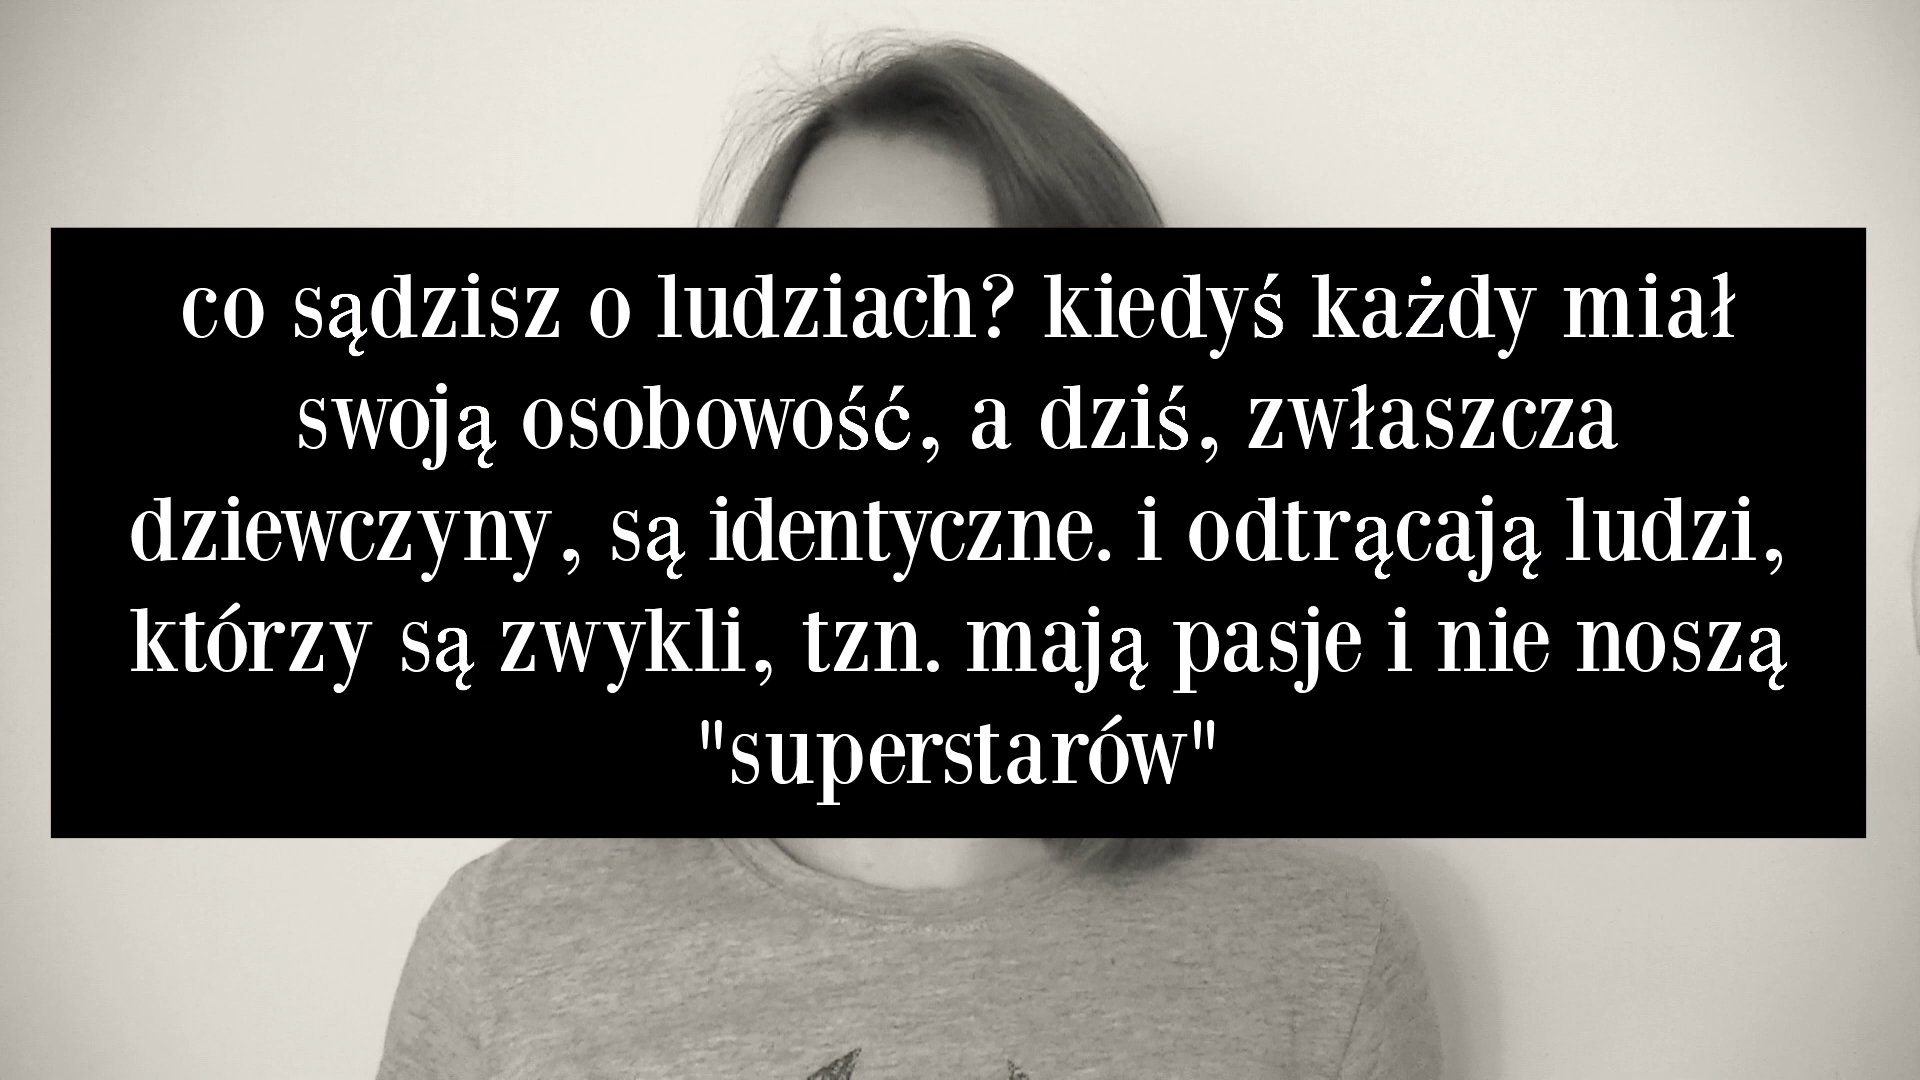 co sądzisz o ludziach? kiedyś każdy miał
swoją osobowość, a dziś, zwłaszcza
dziewczyny, są identyczne. i odtrącają ludzi,
którzy są zwykli, tzn. mają pasje i nie noszą
"superstarów"